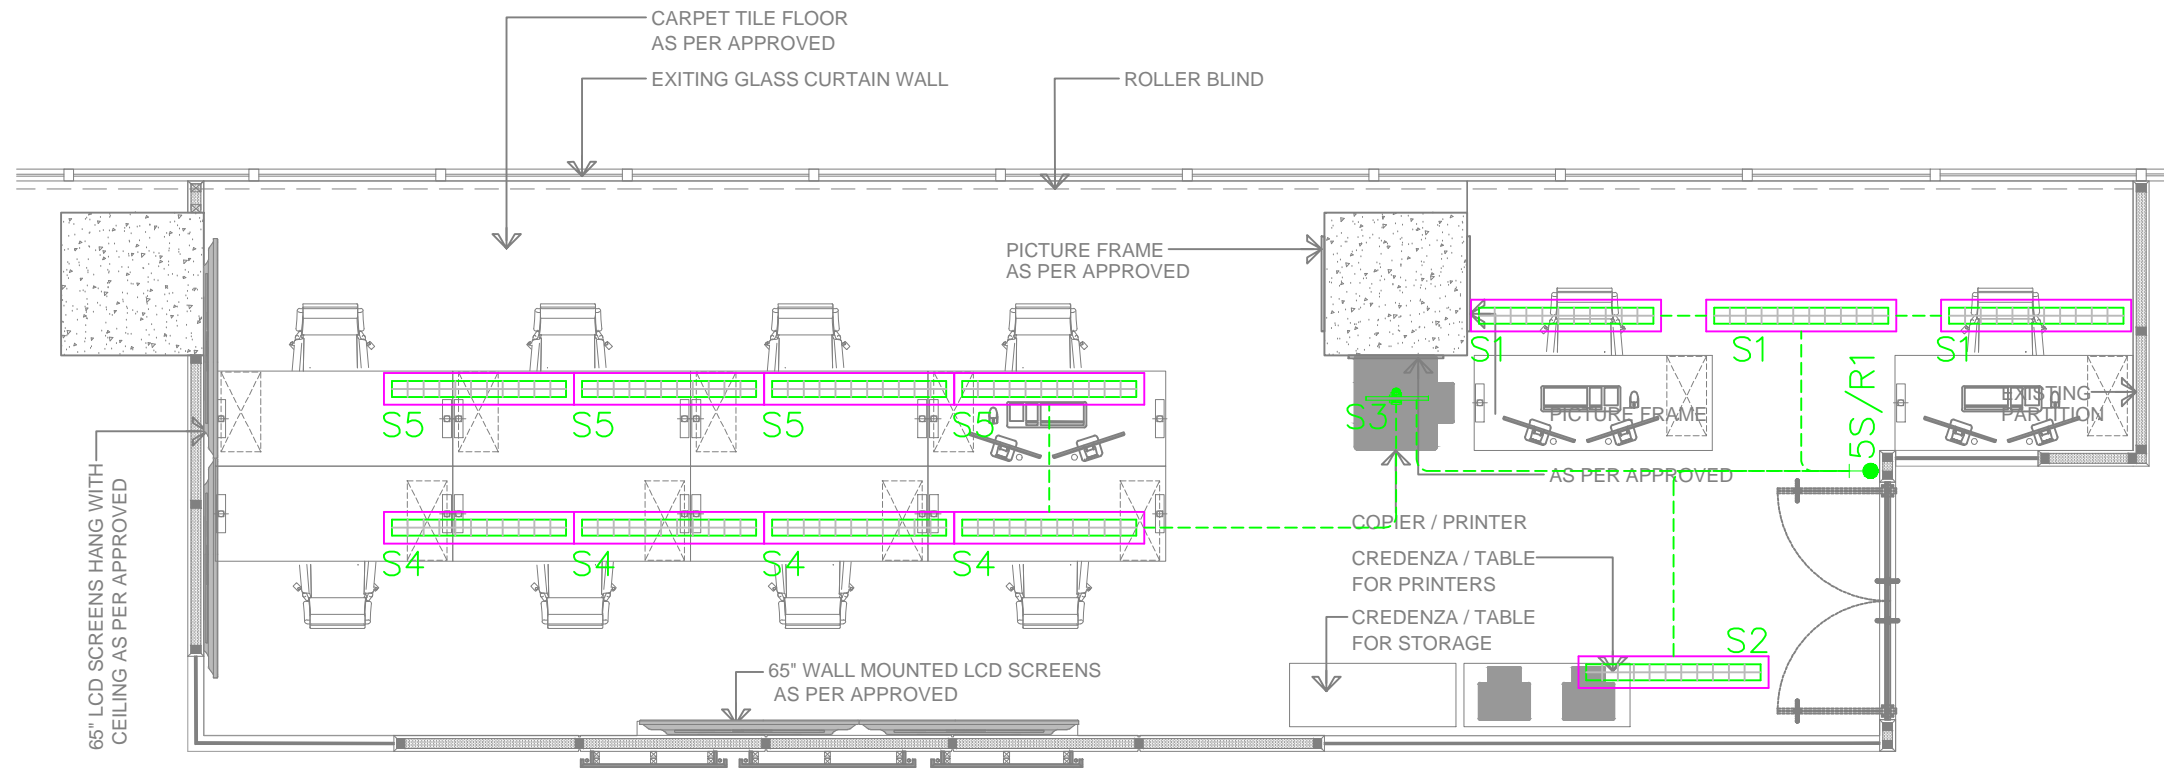 CARPET TILE FLOOR
AS PER APPROVED
EXITING GLASS CURTAIN WALL
ROLLER BLIND
PICTURE FRAME
AS PER APPROVED
S1
S1
S1
5S/R1
EXISTING
PARTITION
S3
PICTURE FRAME
AS PER APPROVED
S5
S5
S5
S5
65" LCD SCREENS HANG WITH
CEILING AS PER APPROVED
COPIER / PRINTER
S4
S4
S4
S4
CREDENZA / TABLE
FOR PRINTERS
CREDENZA / TABLE
FOR STORAGE
S2
65" WALL MOUNTED LCD SCREENS
AS PER APPROVED